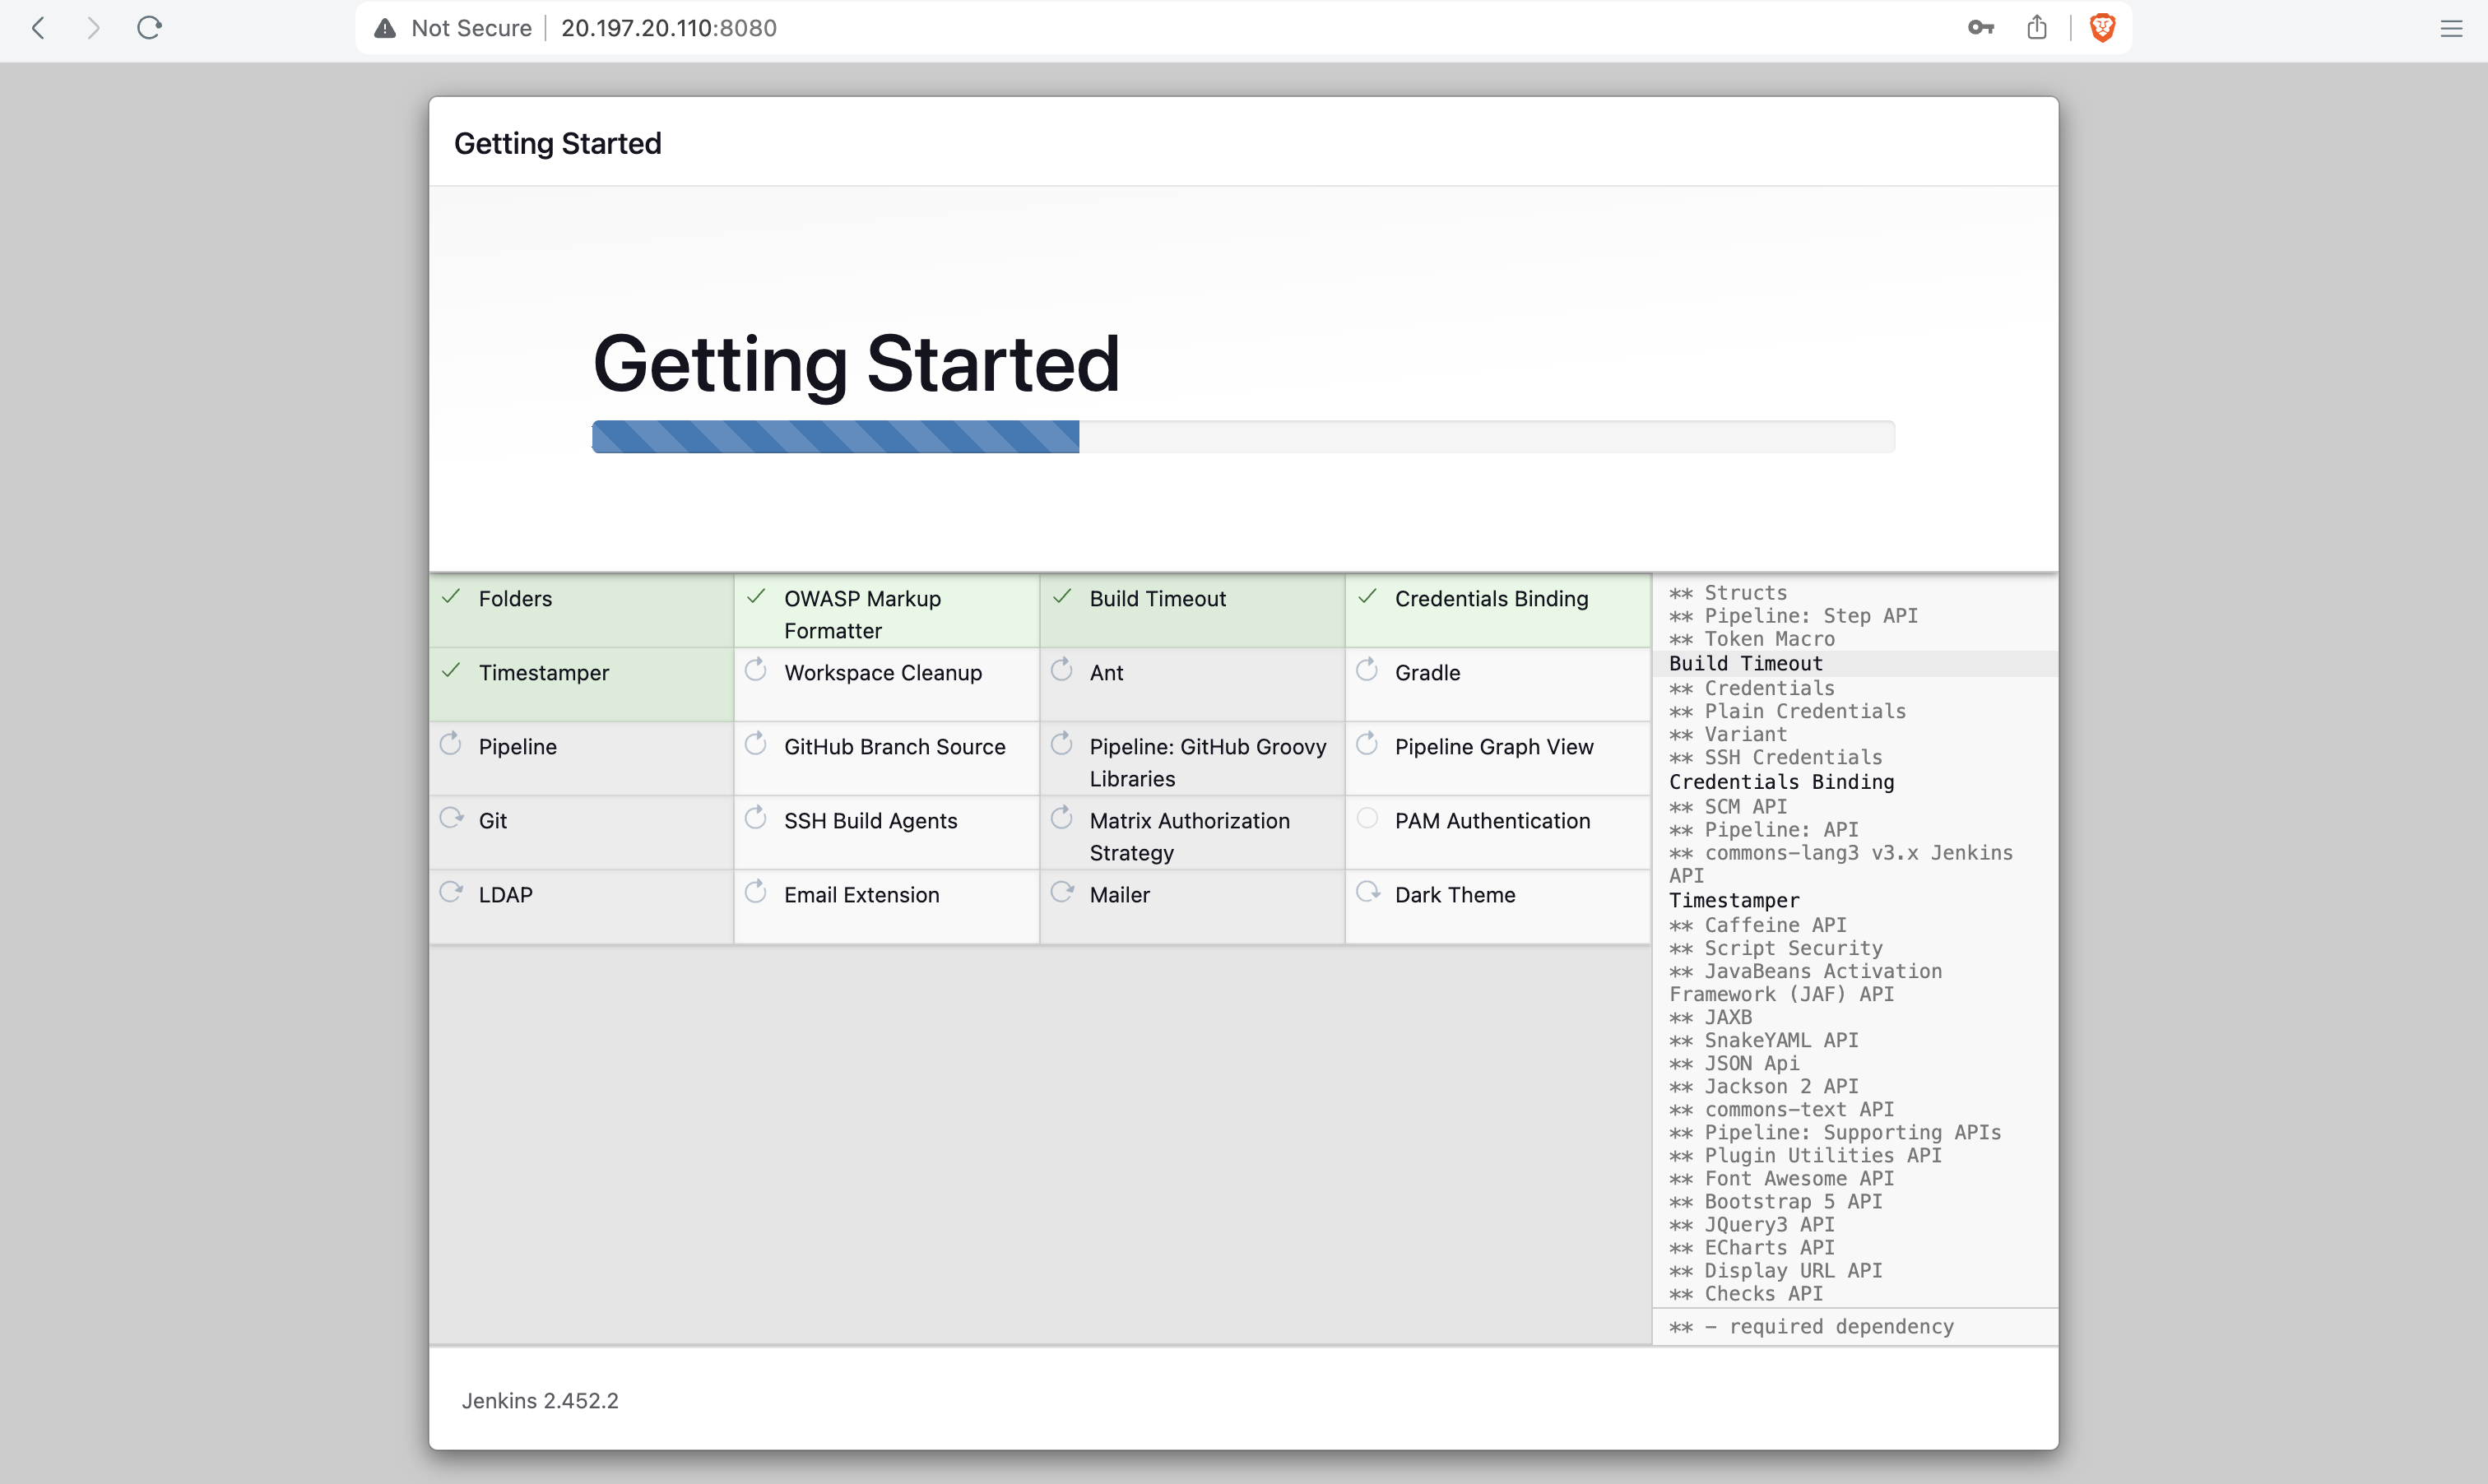 Not Secure
20.197.20.110:8080
Getting Started
Getting Started
Folders
OWASP Markup
Formatter
Build Timeout
Credentials Binding
Timestamper
Workspace Cleanup
Ant
Gradle
Pipeline
GitHub Branch Source
Pipeline: GitHub Groovy
Libraries
Pipeline Graph View
Git
SSH Build Agents
Matrix Authorization
Strategy
PAM Authentication
LDAP
Email Extension
Mailer
Dark Theme
** Structs
** Pipeline: Step API
** Token Macro
Build Timeout
** Credentials
** Plain Credentials
** Variant
** SSH Credentials
Credentials Binding
** SCM API
** Pipeline: API
** commons-lang3 v3.x Jenkins
API
Timestamper
** Caffeine API
** Script Security
** JavaBeans Activation
Framework (JAF) API
** JAXB
** SnakeYAML API
** JSON Api
** Jackson 2 API
** commons-text API
** Pipeline: Supporting APIs
** Plugin Utilities API
** Font Awesome API
** Bootstrap 5 API
** JQuery3 API
** ECharts API
** Display URL API
** Checks API
** - required dependency
Jenkins 2.452.2